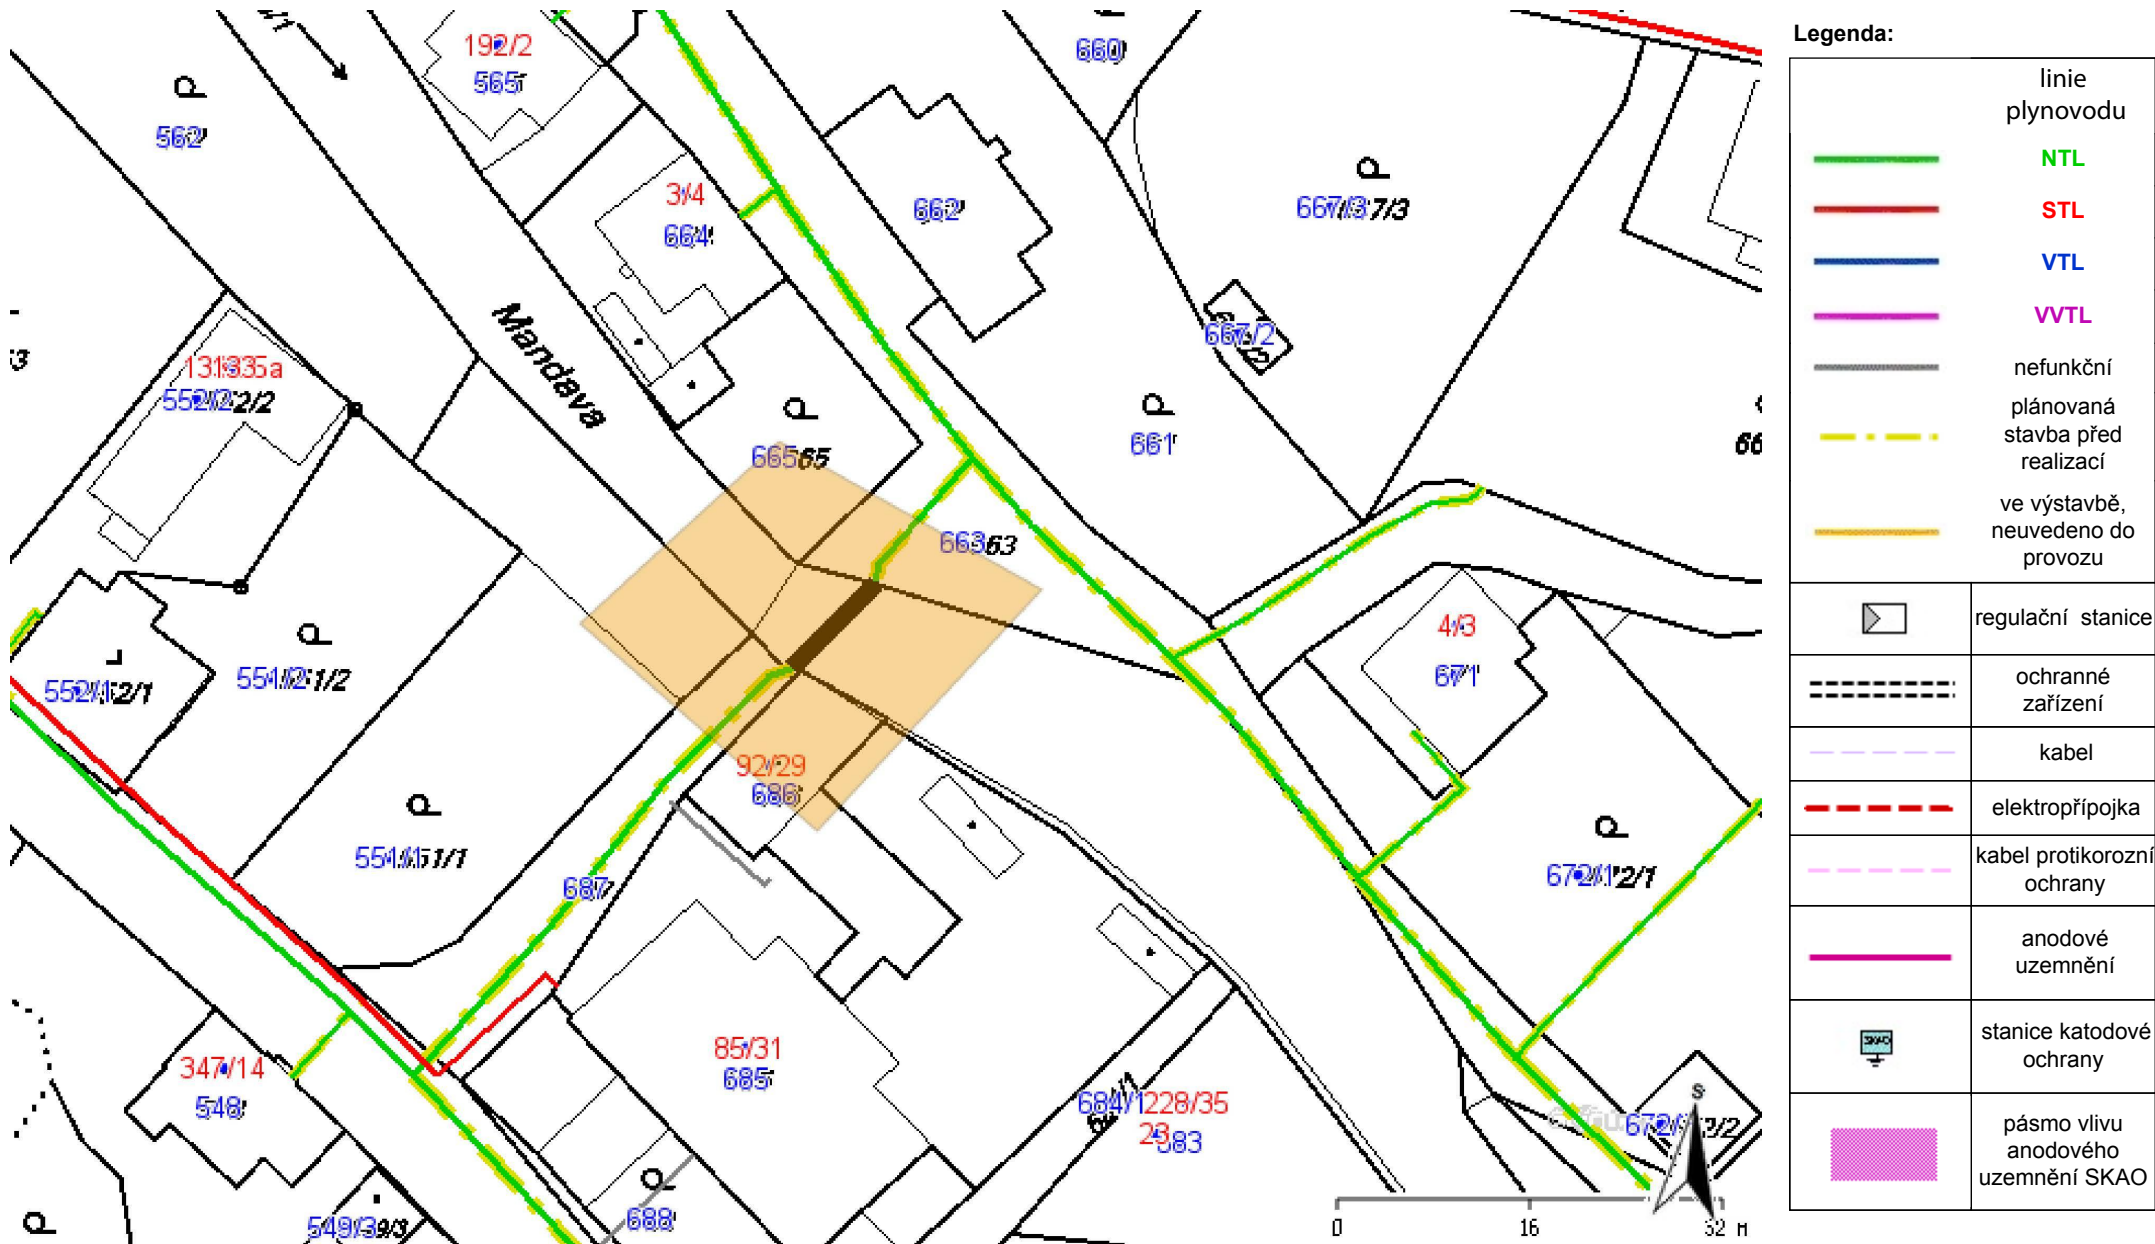 192/2
565
660
P
562
3/4
664
662
P
667/3
Mandava
667/2
552/2
P
665
P
661
663
4/3
671
P
551/2
552/1
92/29
686
P
551/1
687
P
672/1
85/31
685
347/14
548
684/1
228/35
23
583
672/2
P
549/3
P
688
S
0 16 32 M
Legenda:
linie
plynovodu
NTL
STL
VTL
VVTL
nefunkční
plánovaná
stavba před
realizací
ve výstavbě,
neuvedeno do
provozu
regulační stanice
ochranné
zařízení
kabel
elektropřípojka
kabel protikorozní
ochrany
anodové
uzemnění
SKAO
stanice katodové
ochrany
pásmo vlivu
anodového
uzemnění SKAO